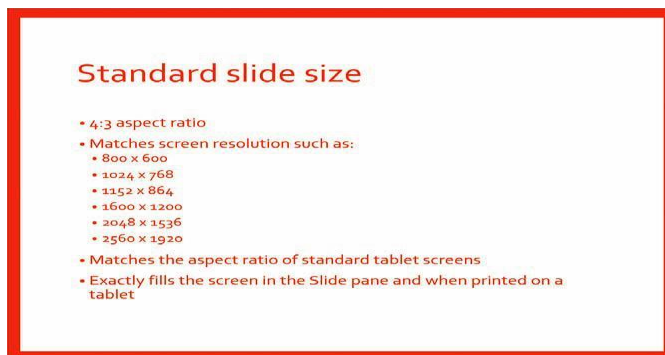 Standard slide size
• 4:3 aspect ratio
• Matches screen resolution such as:
• 800 x 600
• 1024 x 768
• 1152 x 864
• 1600 x 1200
• 2048 x 1536
• 2560 x 1920
• Matches the aspect ratio of standard tablet screens
• Exactly fills the screen in the Slide pane and when printed on a
tablet